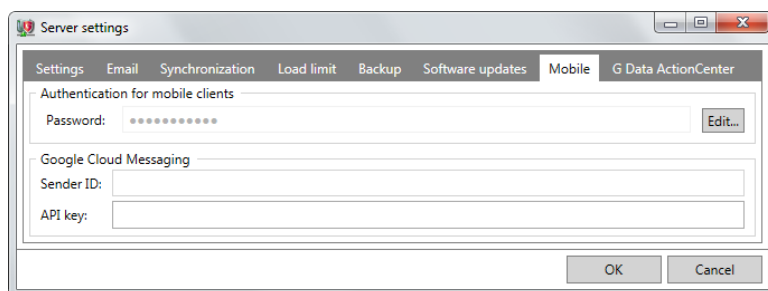 Server settings
Settings Email Synchronization Load limit Backup Software updates Mobile G Data ActionCenter
Authentication for mobile clients
Password: ●●●●●●●●●●● Edit...
Google Cloud Messaging
Sender ID:
API key:
OK Cancel